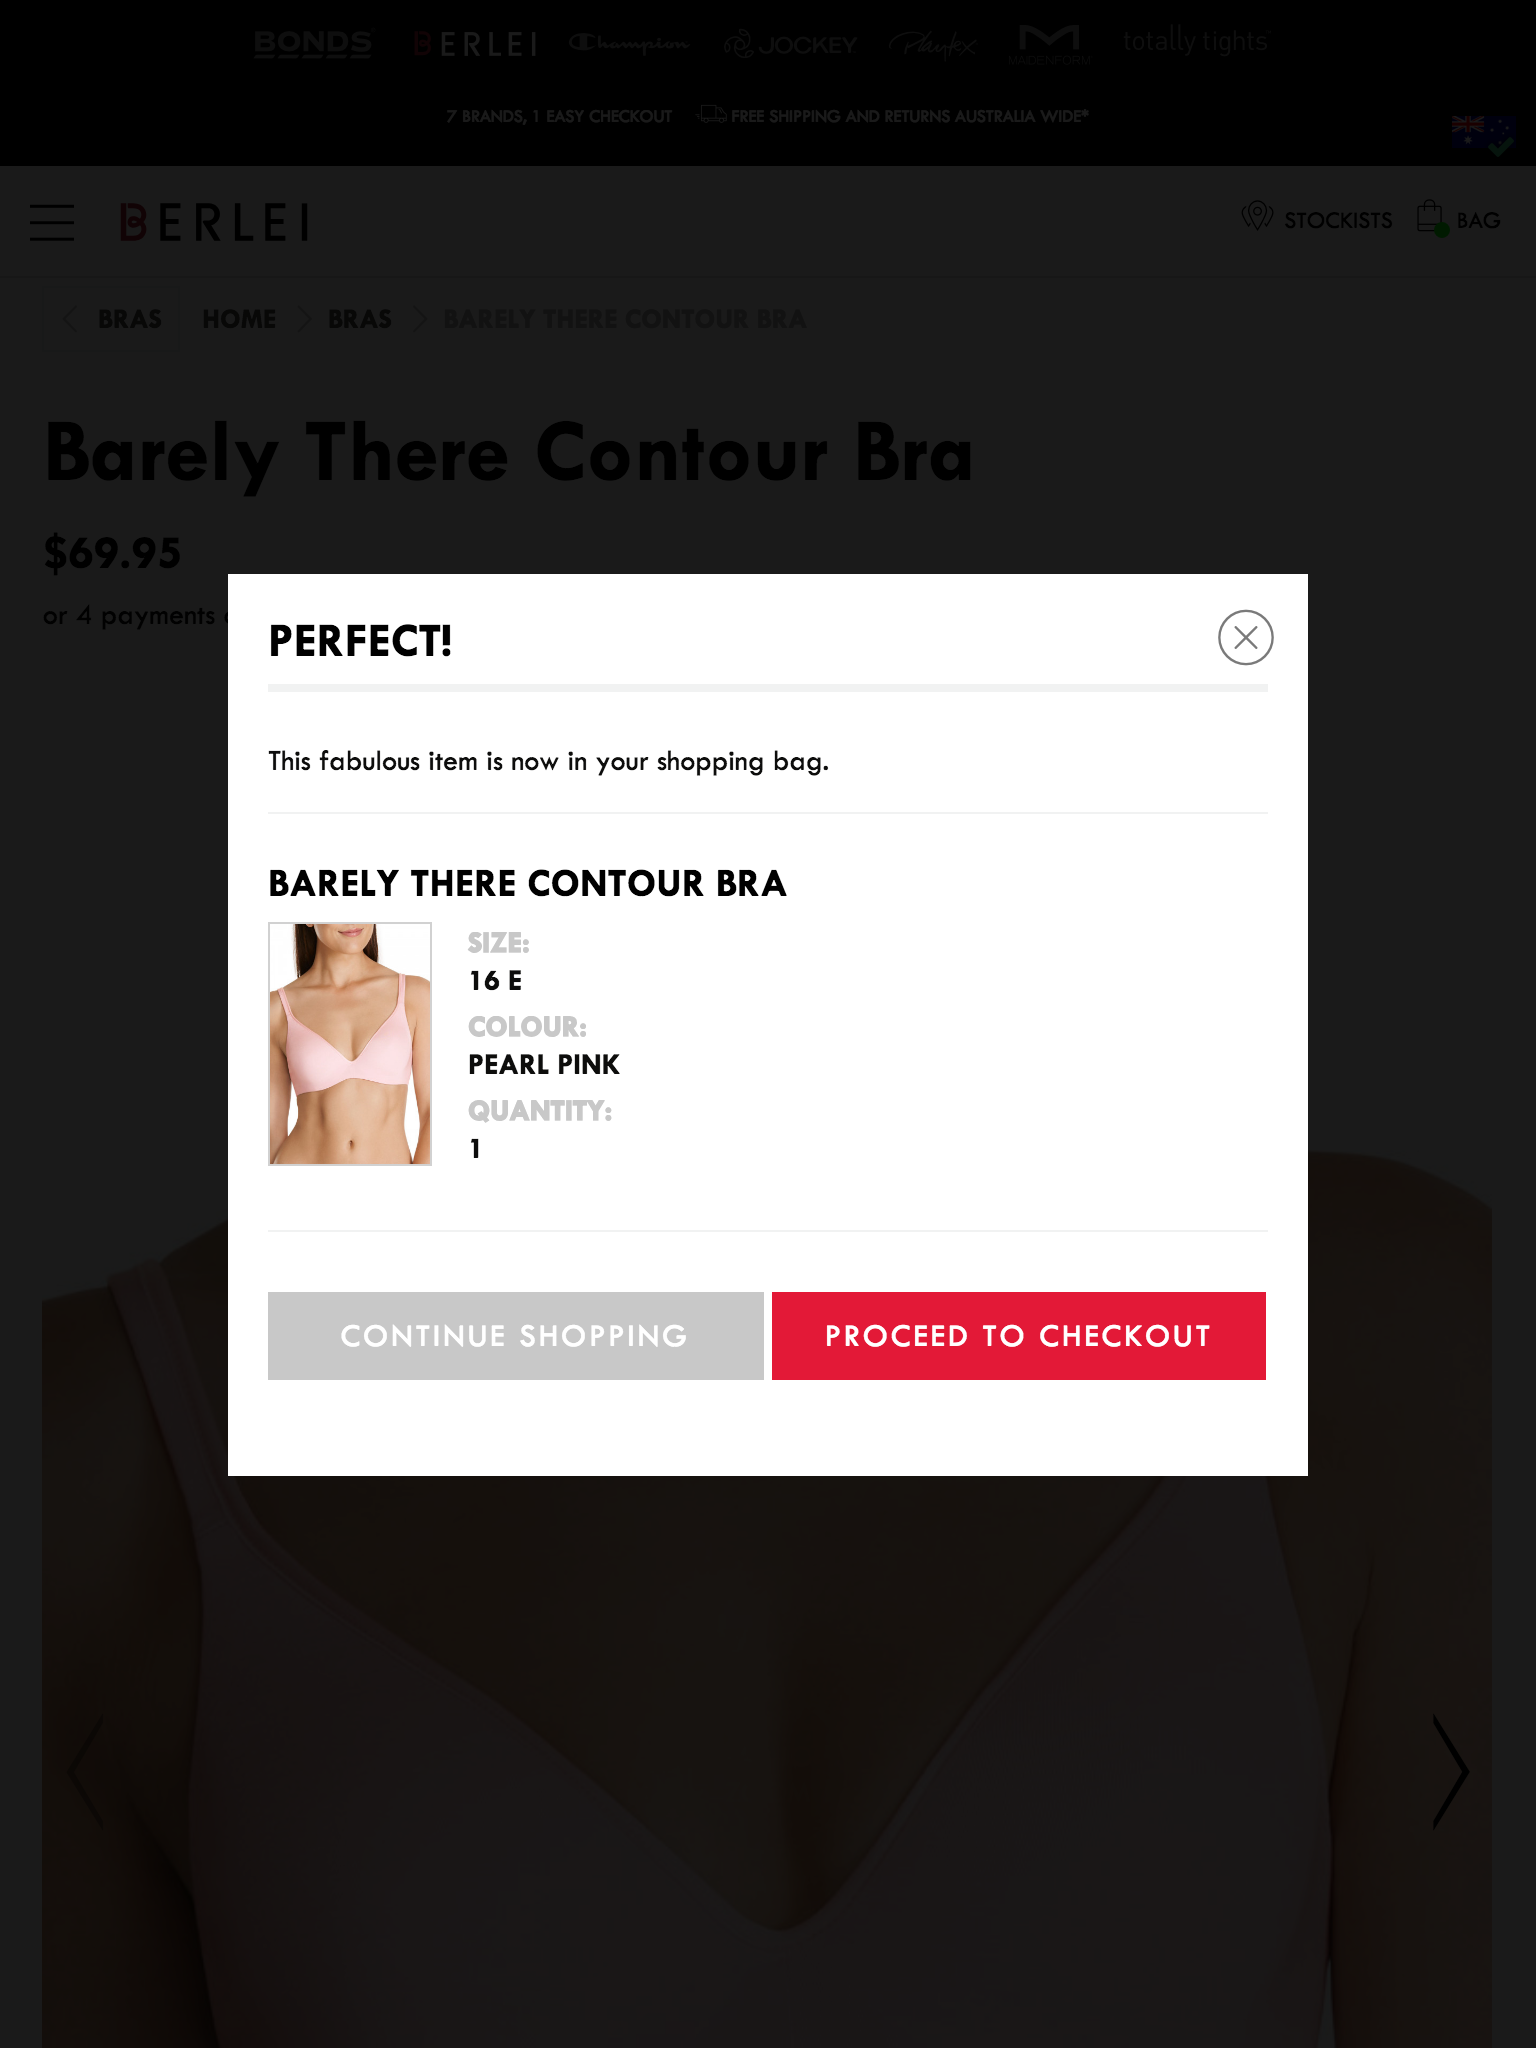 BONDS
BERLEI
Champion
JOCKEY
Playtex
MAIDENFORM
totally tights
7 BRANDS, 1 EASY CHECKOUT
FREE SHIPPING AND RETURNS AUSTRALIA WIDE*
BERLEI
STOCKISTS
BAG
BRAS
HOME
BRAS
BARELY THERE CONTOUR BRA
Barely There Contour Bra
$69.95
or 4 payments
PERFECT!
This fabulous item is now in your shopping bag.
BARELY THERE CONTOUR BRA
SIZE:
16 E
COLOUR:
PEARL PINK
QUANTITY:
1
CONTINUE SHOPPING
PROCEED TO CHECKOUT